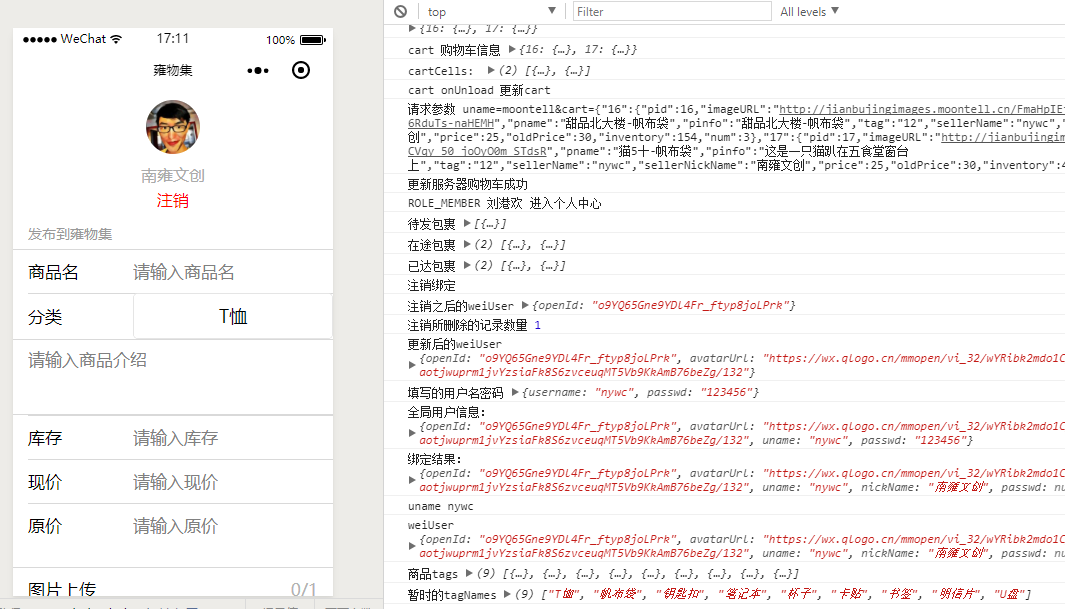 WeChat
17:11
100%
雍物集
南雍文创
注销
发布到雍物集
商品名 请输入商品名
分类 T恤
请输入商品介绍
库存 请输入库存
现价 请输入现价
原价 请输入原价
图片上传 0/1
top Filter All levels
{16: {…}, 17: {…}}
cart 购物车信息 {16: {…}, 17: {…}}
cartCells: (2) [{…}, {…}]
cart onUnload 更新cart
请求参数 uname=moontell&cart={"16":{"pid":16,"imageURL":"http://jianbujingimages.moontell.cn/FmaHpIE
6RduTs-naHEMH","pname":"甜品北大楼-帆布袋","pinfo":"甜品北大楼-帆布袋","tag":"12","sellerName":"nywc",
创","price":25,"oldPrice":30,"inventory":154,"num":3},"17":{"pid":17,"imageURL":"http://jianbujingim
CVqy_50_joOyO0m_STdsR","pname":"猫5十-帆布袋","pinfo":"这是一只猫趴在五食堂窗台
上","tag":"12","sellerName":"nywc","sellerNickName":"南雍文创","price":25,"oldPrice":30,"inventory":4
更新服务器购物车成功
ROLE_MEMBER 刘港欢 进入个人中心
待发包裹 [{…}]
在途包裹 (2) [{…}, {…}]
已达包裹 (2) [{…}, {…}]
注销绑定
注销之后的weiUser {openId: "o9YQ65Gne9YDl4Fr_ftyp8joLPrk"}
注销所删除的记录数量 1
更新后的weiUser
{openId: "o9YQ65Gne9YDl4Fr_ftyp8joLPrk", avatarUrl: "https://wx.qlogo.cn/mmopen/vi_32/wYRibk2mdo1C
aotjwuprm1jvYzsiaFk8S6zvceuqMT5Vb9KkAmB76beZg/132"}
填写的用户名密码 {username: "nywc", passwd: "123456"}
全局用户信息:
{openId: "o9YQ65Gne9YDl4Fr_ftyp8joLPrk", avatarUrl: "https://wx.qlogo.cn/mmopen/vi_32/wYRibk2mdo1C
aotjwuprm1jvYzsiaFk8S6zvceuqMT5Vb9KkAmB76beZg/132", uname: "nywc", passwd: "123456"}
绑定结果:
{openId: "o9YQ65Gne9YDl4Fr_ftyp8joLPrk", avatarUrl: "https://wx.qlogo.cn/mmopen/vi_32/wYRibk2mdo1C
aotjwuprm1jvYzsiaFk8S6zvceuqMT5Vb9KkAmB76beZg/132", uname: "nywc", nickName: "南雍文创", passwd: nu
uname nywc
weiUser
{openId: "o9YQ65Gne9YDl4Fr_ftyp8joLPrk", avatarUrl: "https://wx.qlogo.cn/mmopen/vi_32/wYRibk2mdo1C
aotjwuprm1jvYzsiaFk8S6zvceuqMT5Vb9KkAmB76beZg/132", uname: "nywc", nickName: "南雍文创", passwd: nu
商品tags (9) [{…}, {…}, {…}, {…}, {…}, {…}, {…}, {…}, {…}]
暂时的tagNames (9) ["T恤", "帆布袋", "钥匙扣", "笔记本", "杯子", "卡贴", "书签", "明信片", "U盘"]